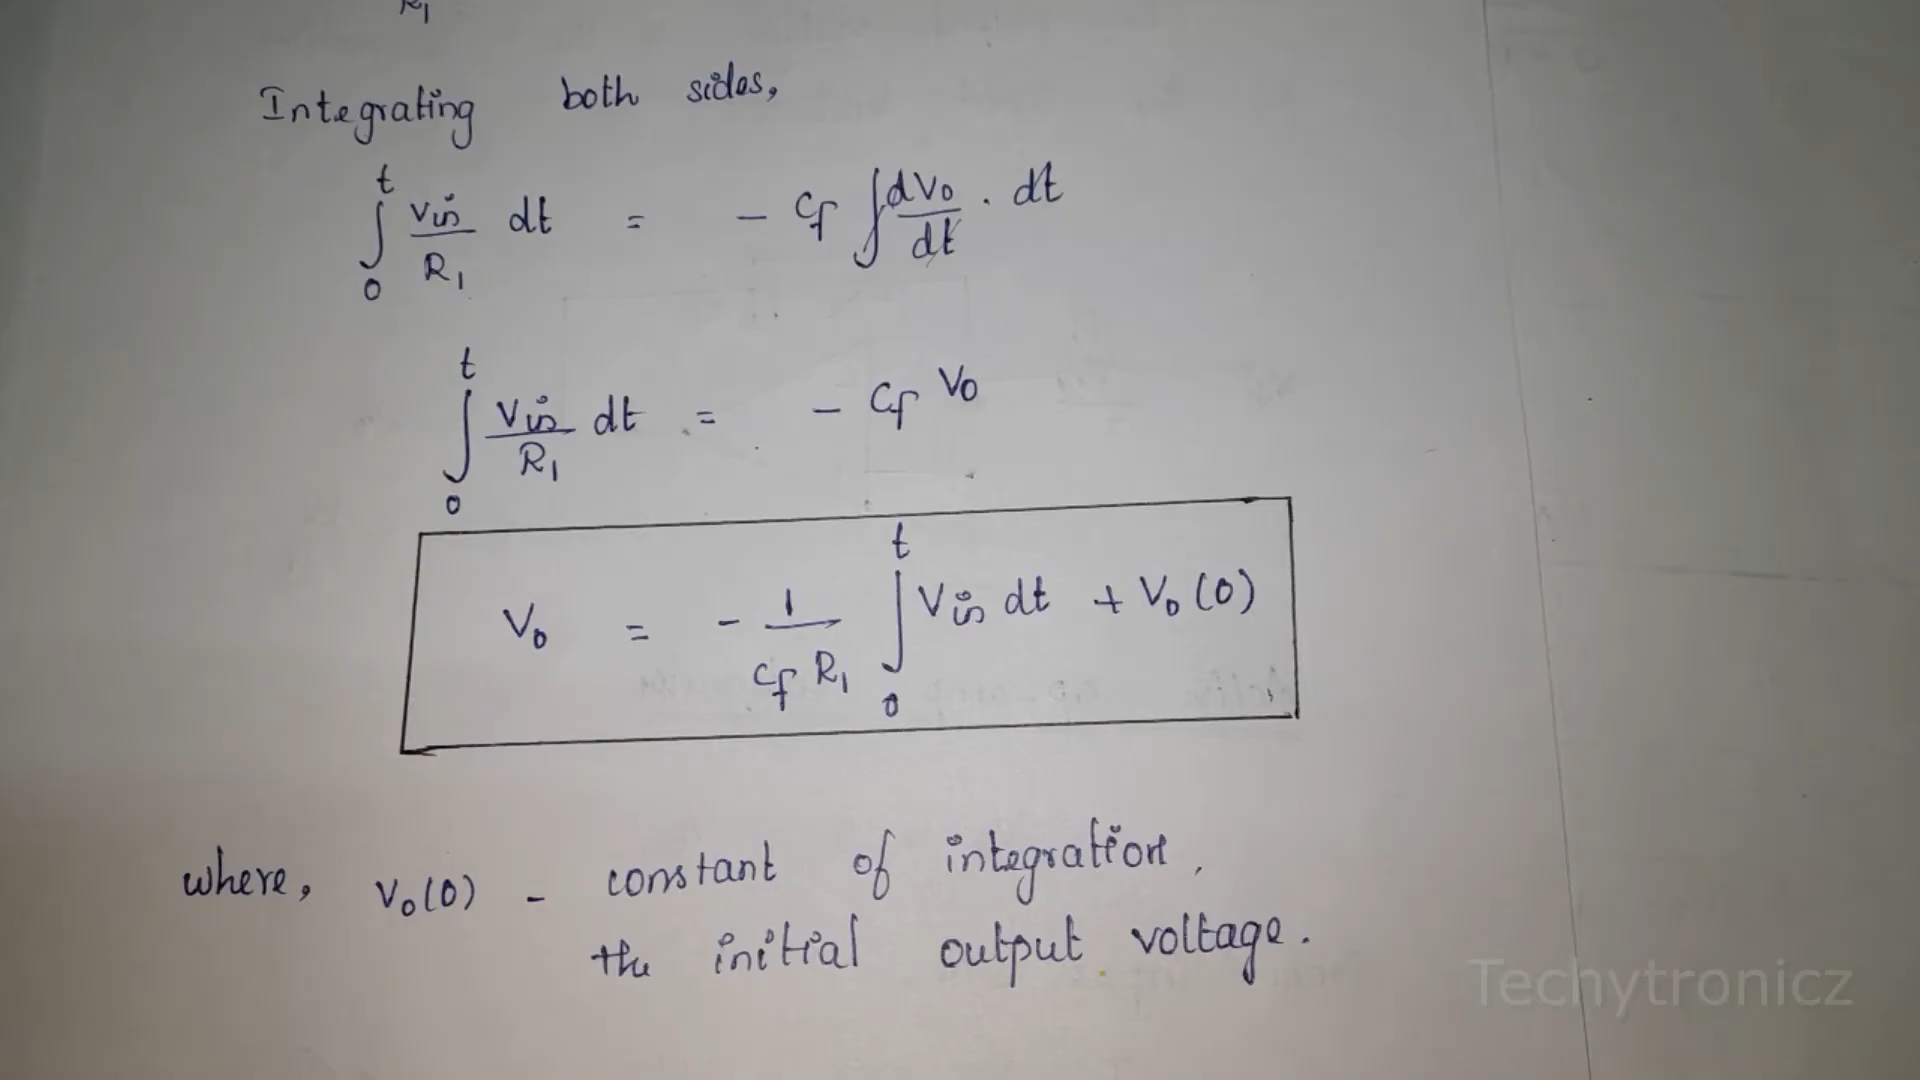 R1
Integrating both sides,
∫₀ᵗ Vin/R1 dt = - Cf ∫ dVo/dt . dt
∫₀ᵗ Vin/R1 dt = - Cf Vo
Vo = - 1/(Cf R1) ∫₀ᵗ Vin dt + Vo(0)
where, Vo(0) - constant of integration,
the initial output voltage.
Techytronicz